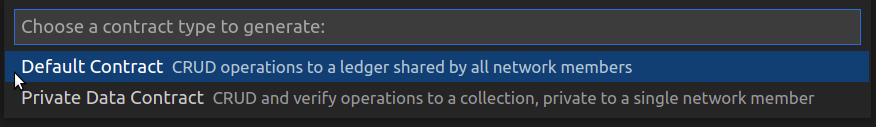 Choose a contract type to generate:
Default Contract CRUD operations to a ledger shared by all network members
Private Data Contract CRUD and verify operations to a collection, private to a single network member